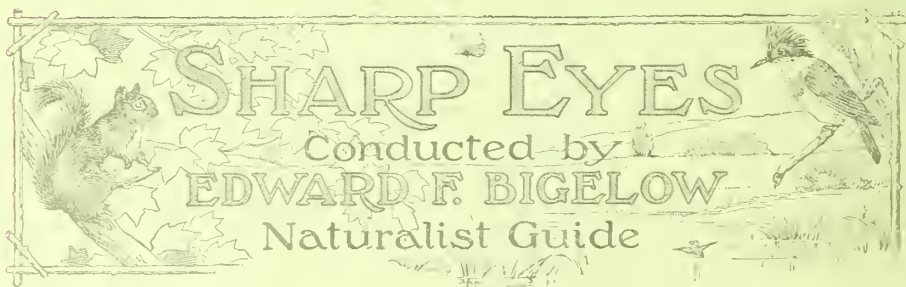 SHARP EYES
Conducted by
EDWARD F. BIGELOW
Naturalist Guide